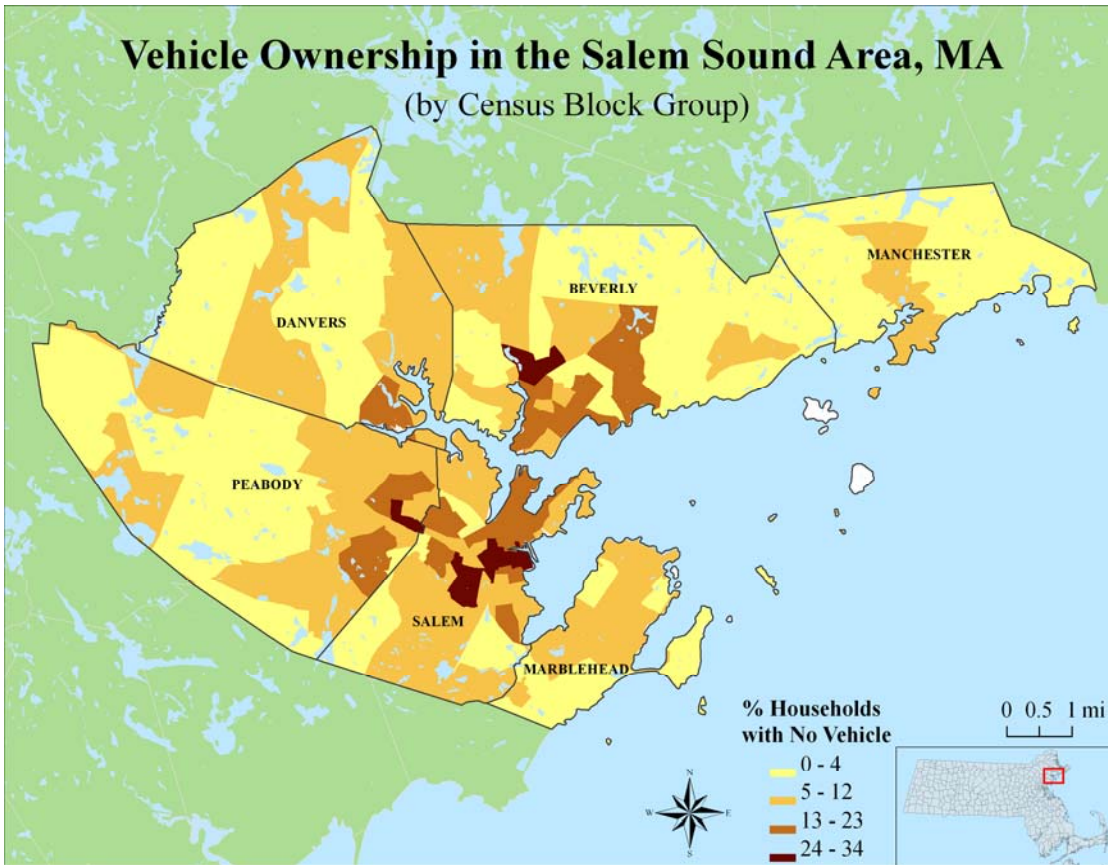 Vehicle Ownership in the Salem Sound Area, MA
(by Census Block Group)
MANCHESTER
BEVERLY
DANVERS
PEABODY
SALEM
MARBLEHEAD
% Households
with No Vehicle
0 - 4
5 - 12
13 - 23
24 - 34
N
W E
S
0 0.5 1 mi